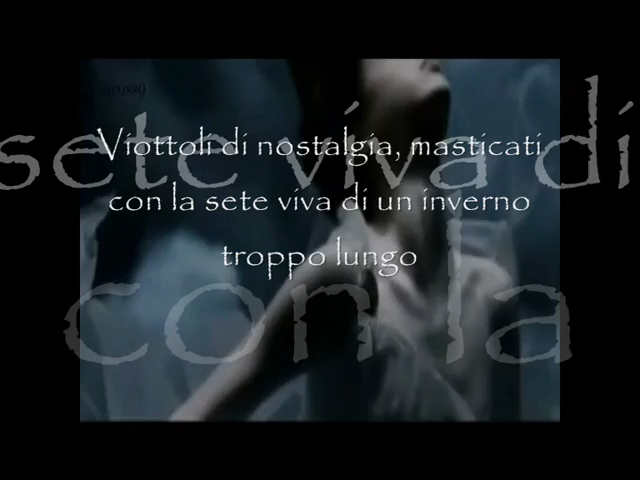 Viottoli di nostalgia, masticati
con la sete viva di un inverno
troppo lungo
sete viva di
con la